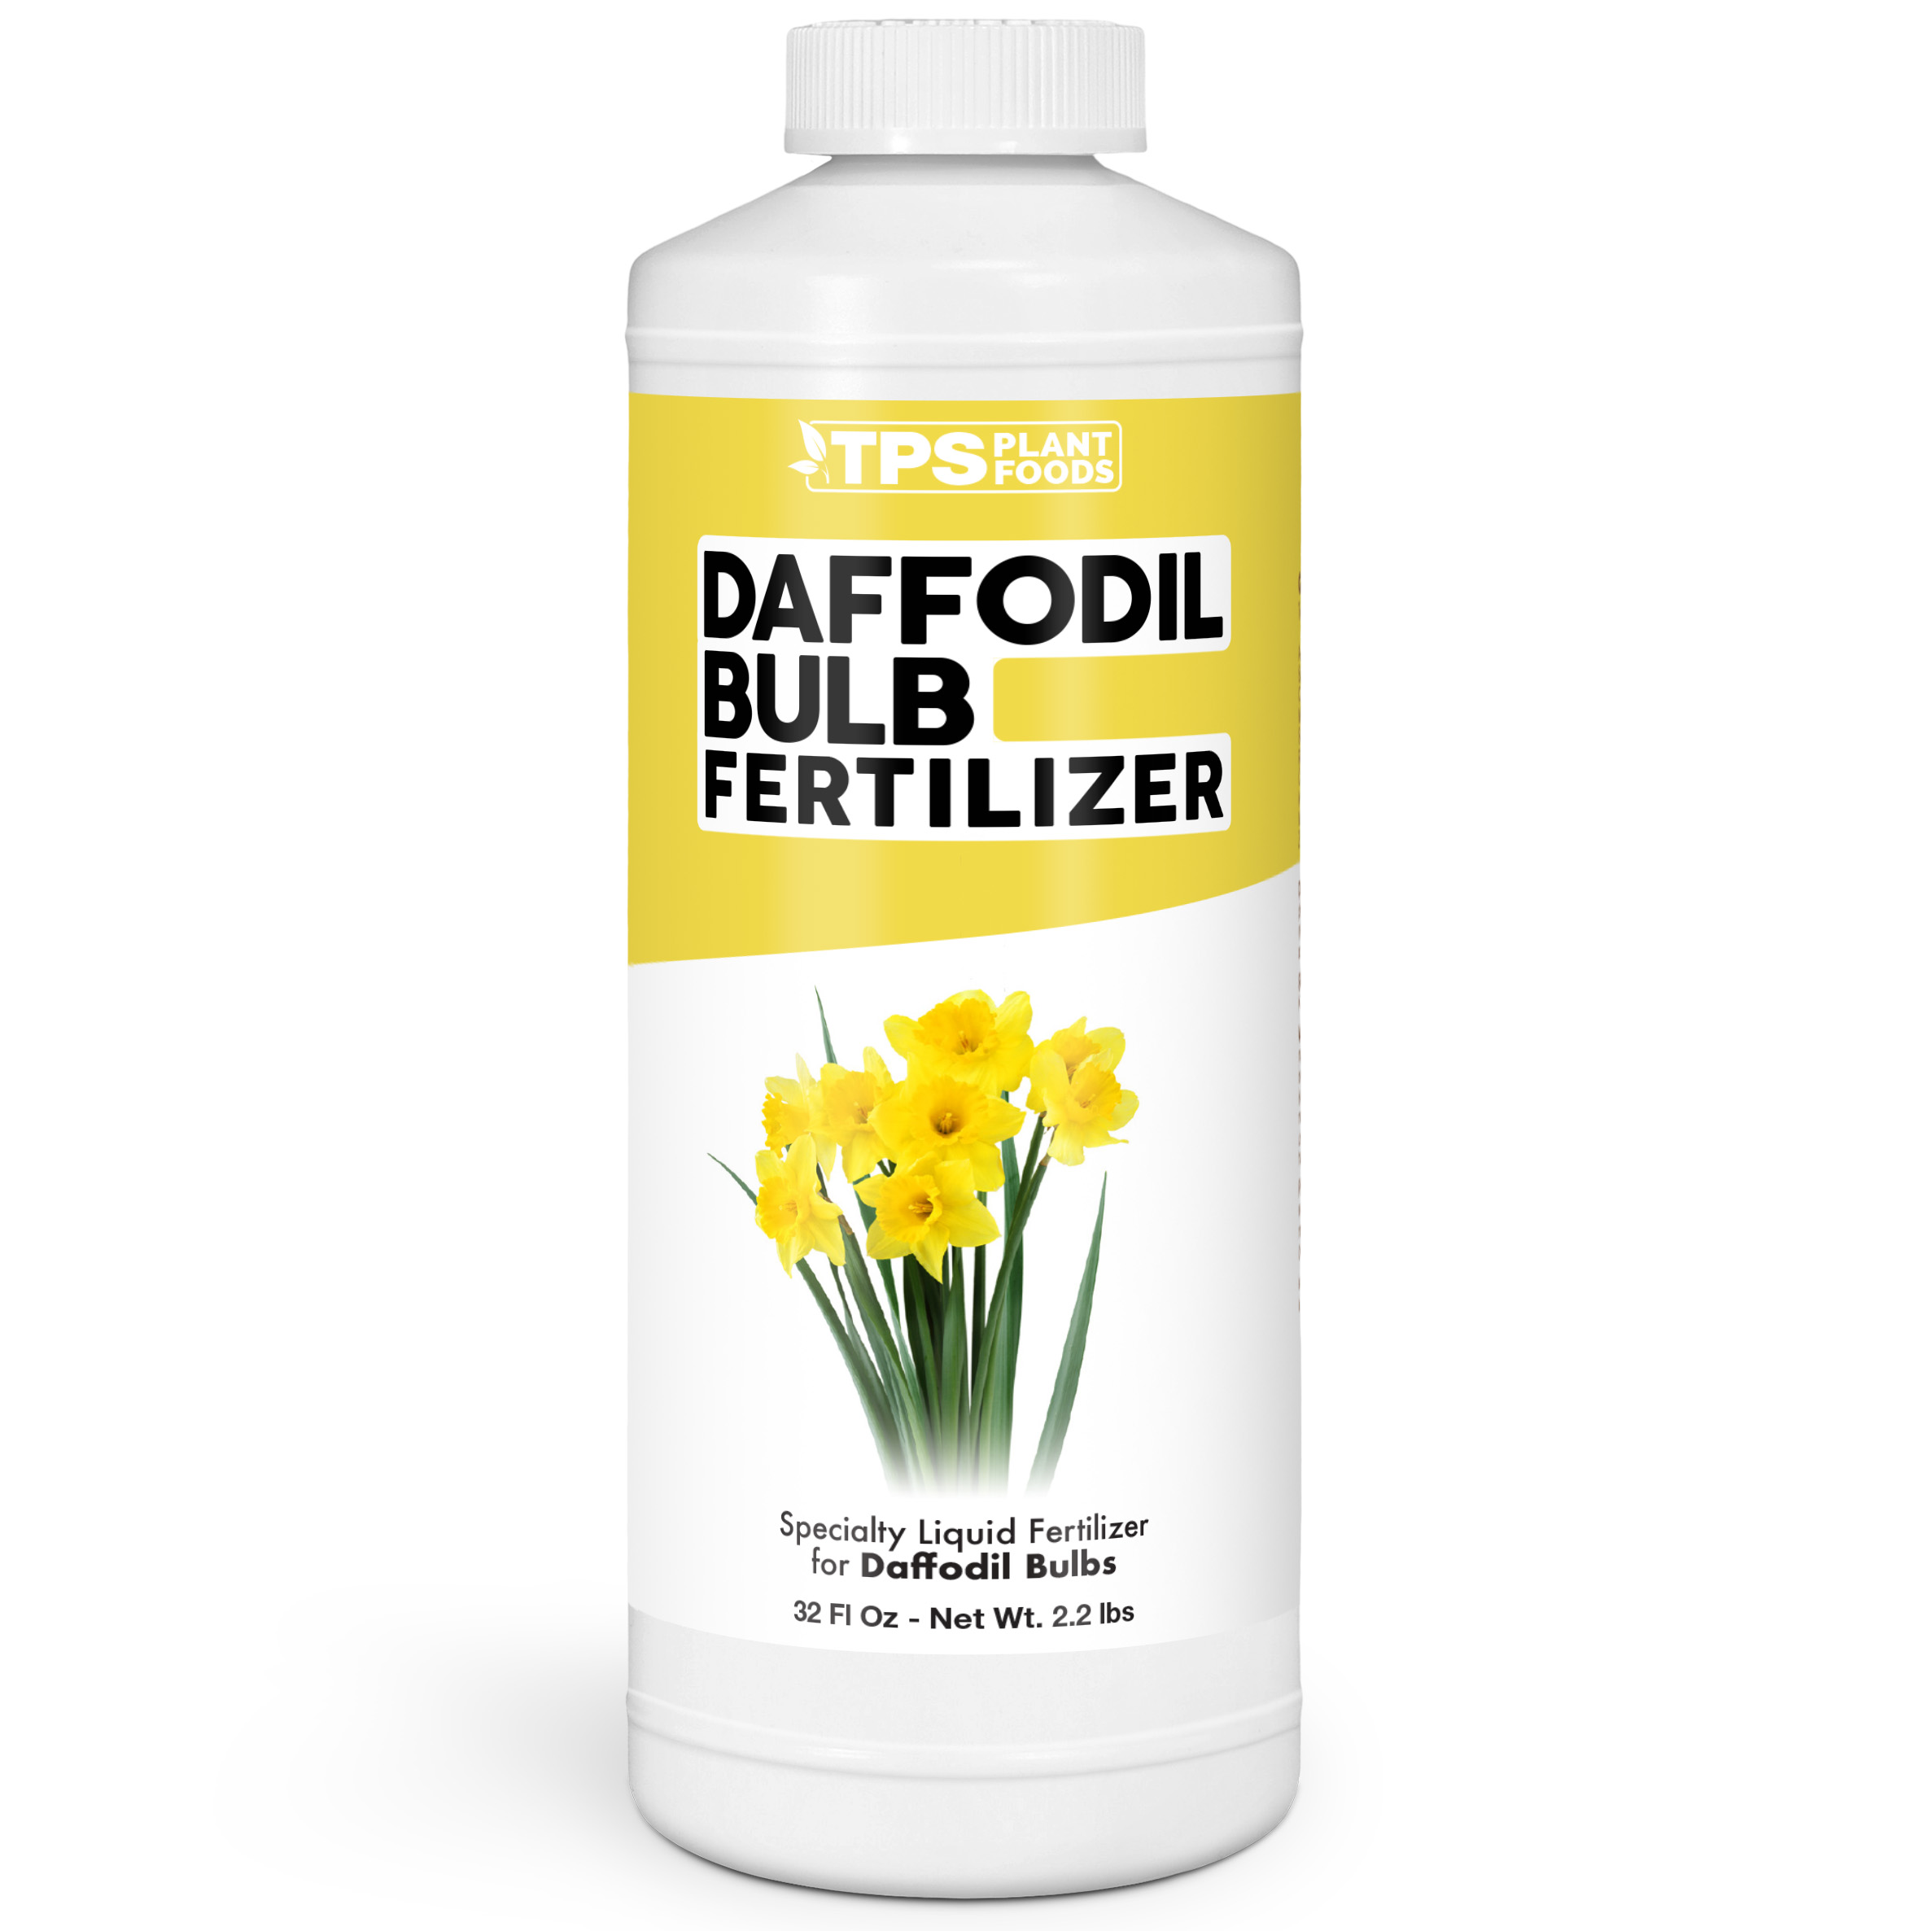 TPS PLANT FOODS
DAFFODIL
BULB
FERTILIZER
Specialty Liquid Fertilizer
for Daffodil Bulbs
32 Fl Oz - Net Wt. 2.2 lbs